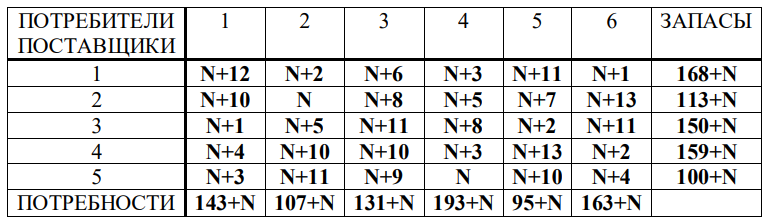 ПОТРЕБИТЕЛИ 1 2 3 4 5 6 ЗАПАСЫ
ПОСТАВЩИКИ
1 N+12 N+2 N+6 N+3 N+11 N+1 168+N
2 N+10 N N+8 N+5 N+7 N+13 113+N
3 N+1 N+5 N+11 N+8 N+2 N+11 150+N
4 N+4 N+10 N+10 N+3 N+13 N+2 159+N
5 N+3 N+11 N+9 N N+10 N+4 100+N
ПОТРЕБНОСТИ 143+N 107+N 131+N 193+N 95+N 163+N